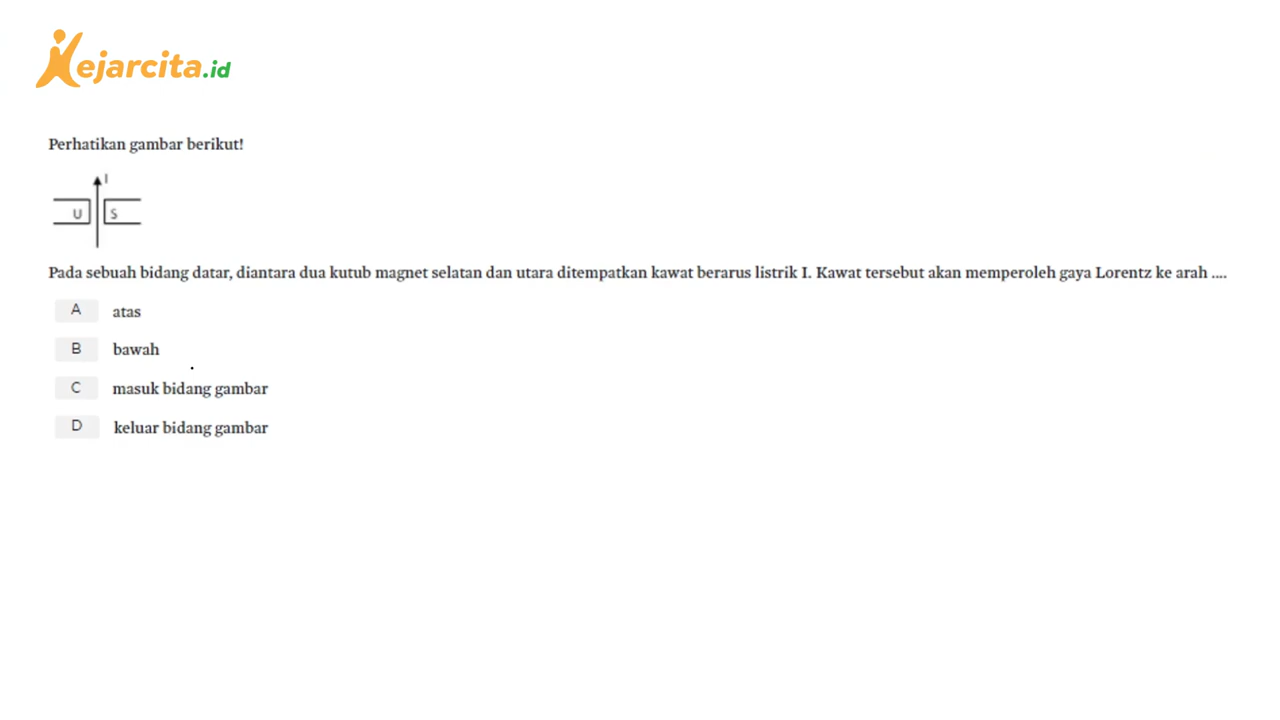 Kejarcita.id
Perhatikan gambar berikut!
I
U S
Pada sebuah bidang datar, diantara dua kutub magnet selatan dan utara ditempatkan kawat berarus listrik I. Kawat tersebut akan memperoleh gaya Lorentz ke arah ....
A atas
B bawah
C masuk bidang gambar
D keluar bidang gambar